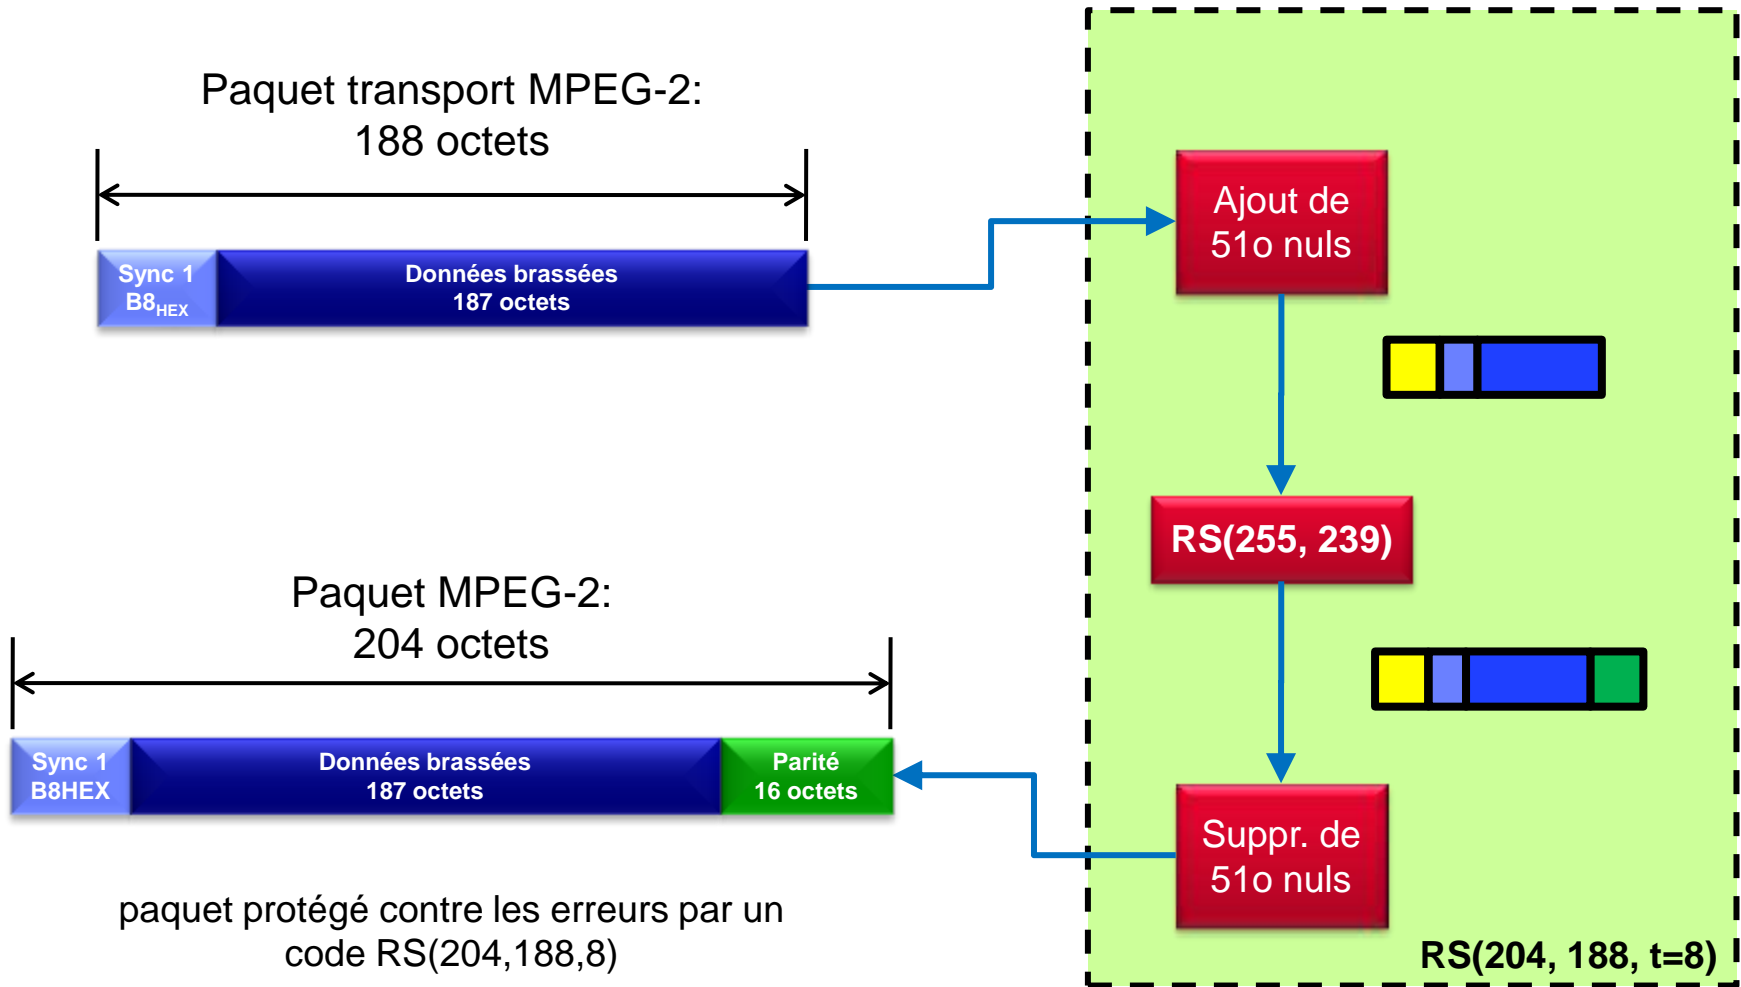 Paquet transport MPEG-2:
188 octets
Sync 1
B8HEX
Données brassées
187 octets
Ajout de
51o nuls
RS(255, 239)
Paquet MPEG-2:
204 octets
Sync 1
B8HEX
Données brassées
187 octets
Parité
16 octets
Suppr. de
51o nuls
paquet protégé contre les erreurs par un
code RS(204,188,8)
RS(204, 188, t=8)